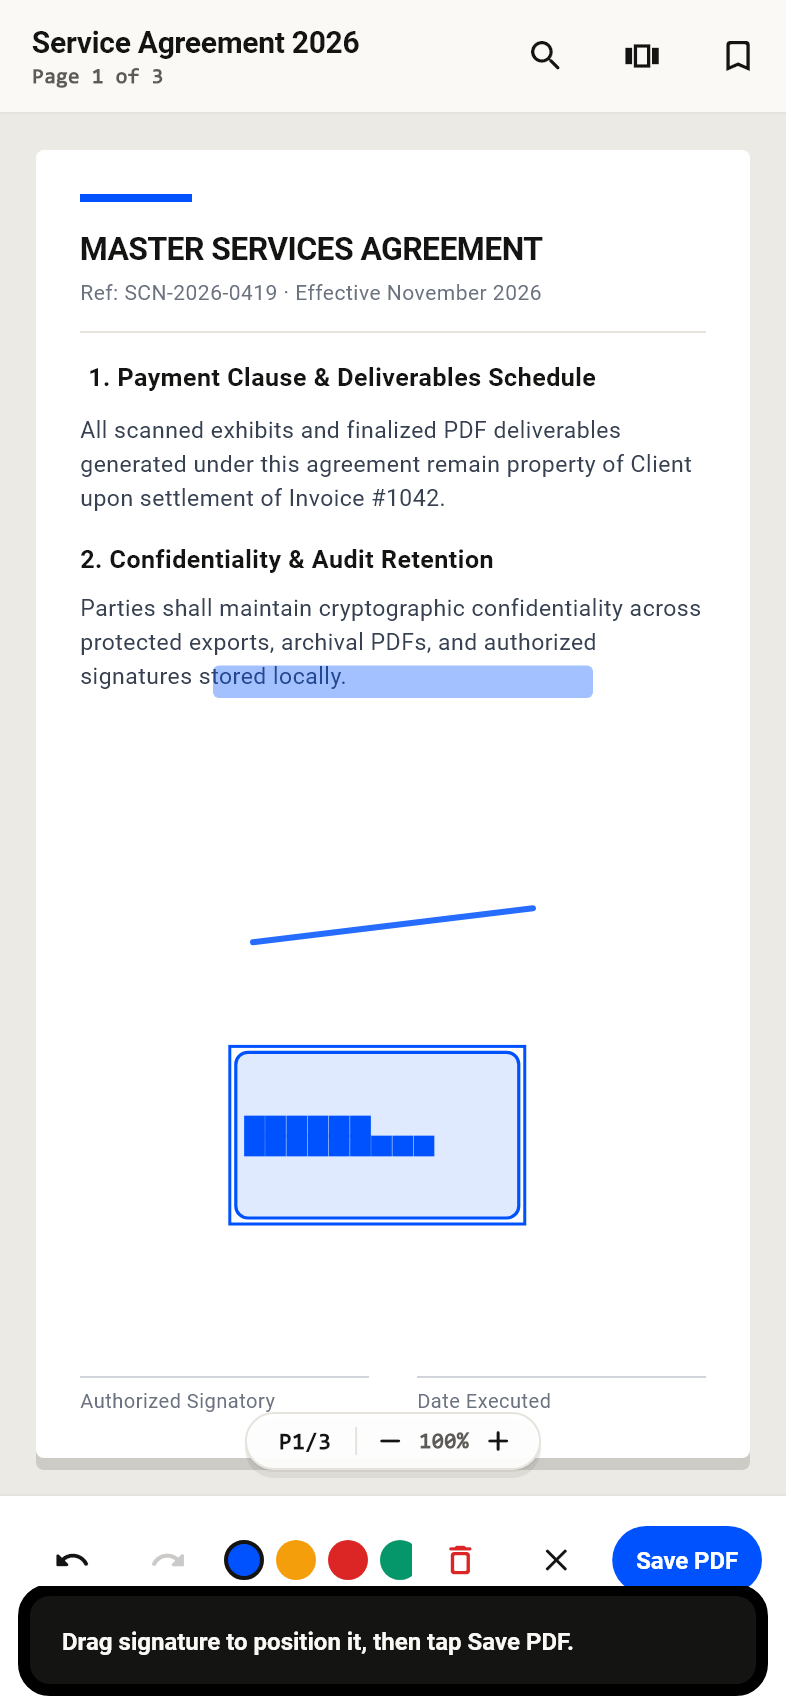 Service Agreement 2026
Page 1 of 3
MASTER SERVICES AGREEMENT
Ref: SCN-2026-0419 · Effective November 2026
1. Payment Clause & Deliverables Schedule
All scanned exhibits and finalized PDF deliverables
generated under this agreement remain property of Client
upon settlement of Invoice #1042.
2. Confidentiality & Audit Retention
Parties shall maintain cryptographic confidentiality across
protected exports, archival PDFs, and authorized
signatures stored locally.
Authorized Signatory
Date Executed
P1/3
100%
Save PDF
Drag signature to position it, then tap Save PDF.